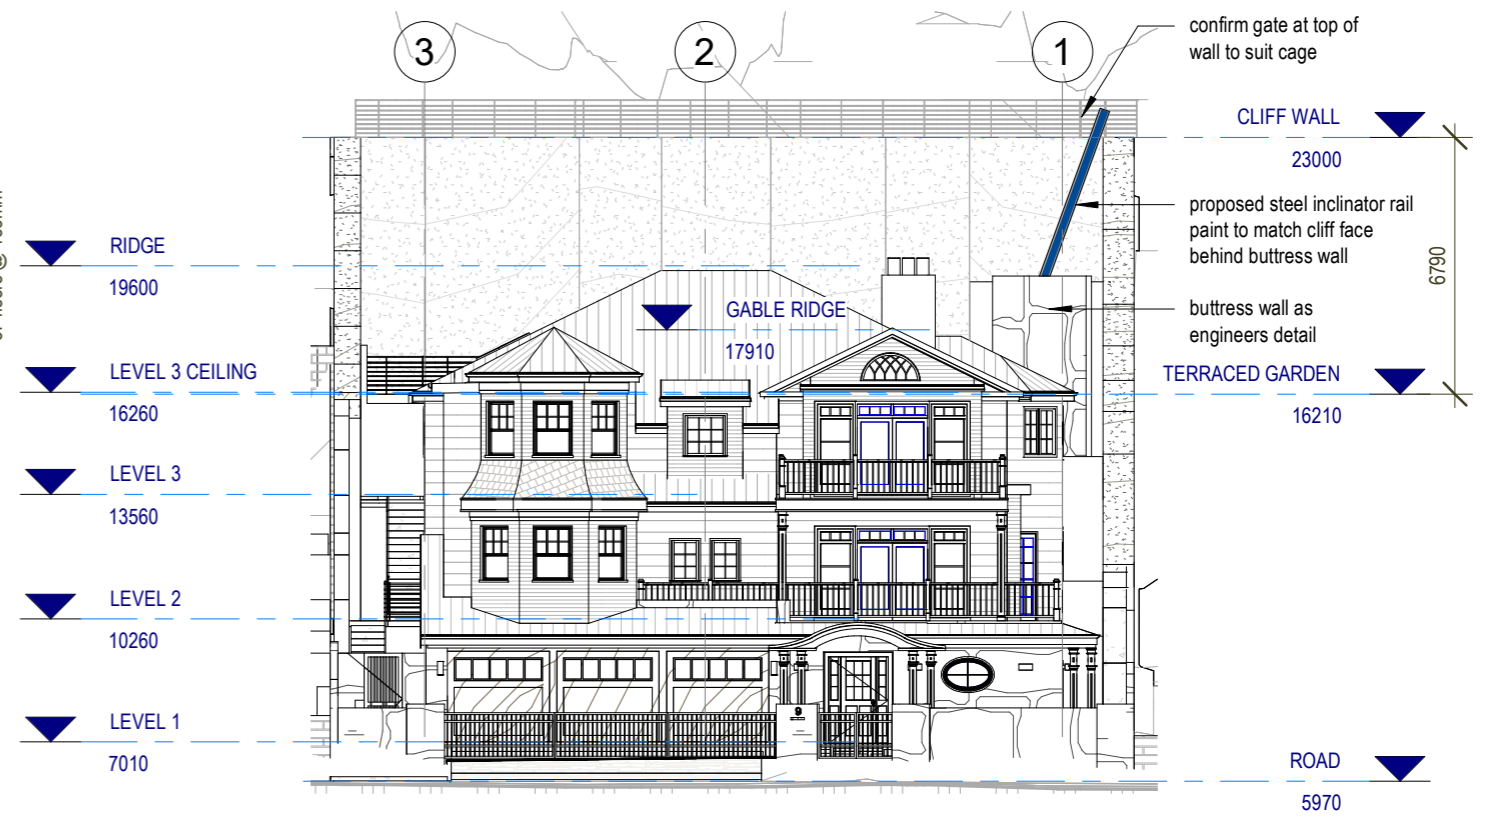 3
2
1
confirm gate at top of
wall to suit cage
CLIFF WALL
23000
proposed steel inclinator rail
paint to match cliff face
behind buttress wall
6790
RIDGE
19600
buttress wall as
engineers detail
GABLE RIDGE
17910
LEVEL 3 CEILING
16260
TERRACED GARDEN
16210
LEVEL 3
13560
LEVEL 2
10260
9
LEVEL 1
7010
ROAD
5970